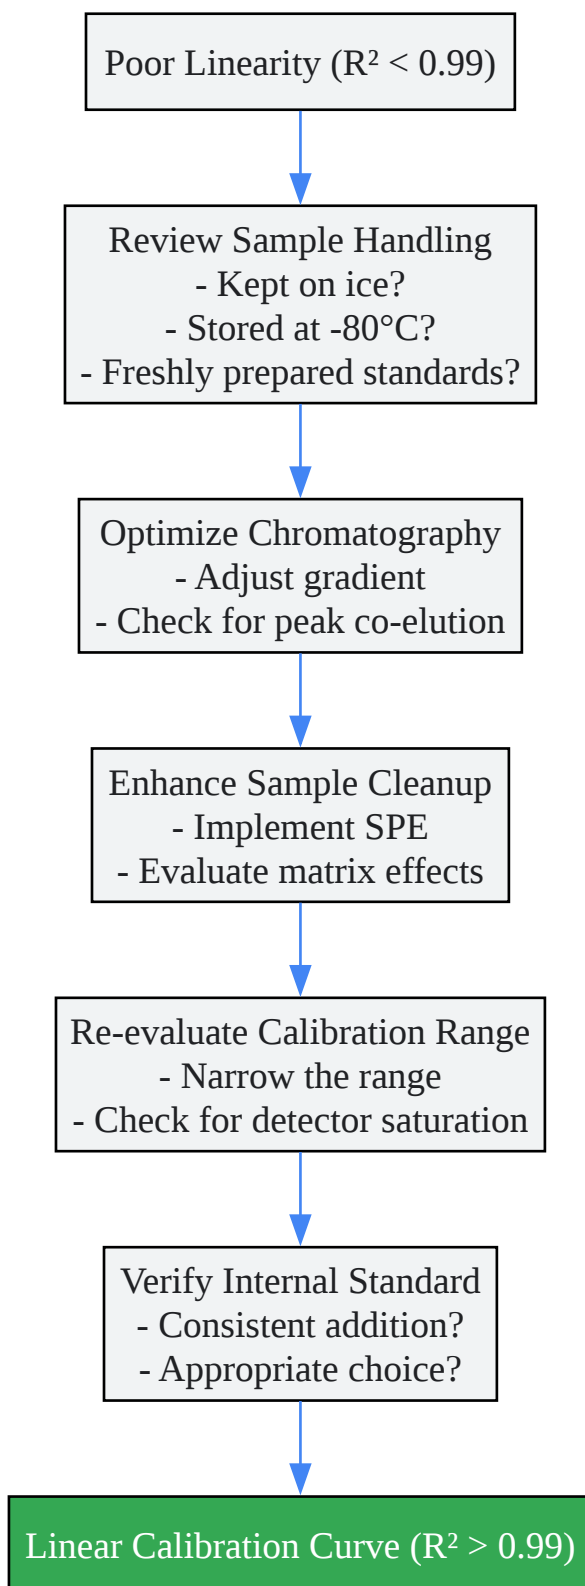 Poor Linearity (R² < 0.99)
Review Sample Handling
- Kept on ice?
- Stored at -80°C?
- Freshly prepared standards?
Optimize Chromatography
- Adjust gradient
- Check for peak co-elution
Enhance Sample Cleanup
- Implement SPE
- Evaluate matrix effects
Re-evaluate Calibration Range
- Narrow the range
- Check for detector saturation
Verify Internal Standard
- Consistent addition?
- Appropriate choice?
Linear Calibration Curve (R² > 0.99)